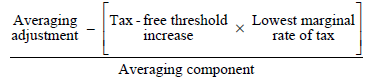 Averaging adjustment − [Tax - free threshold increase × Lowest marginal rate of tax]
Averaging component